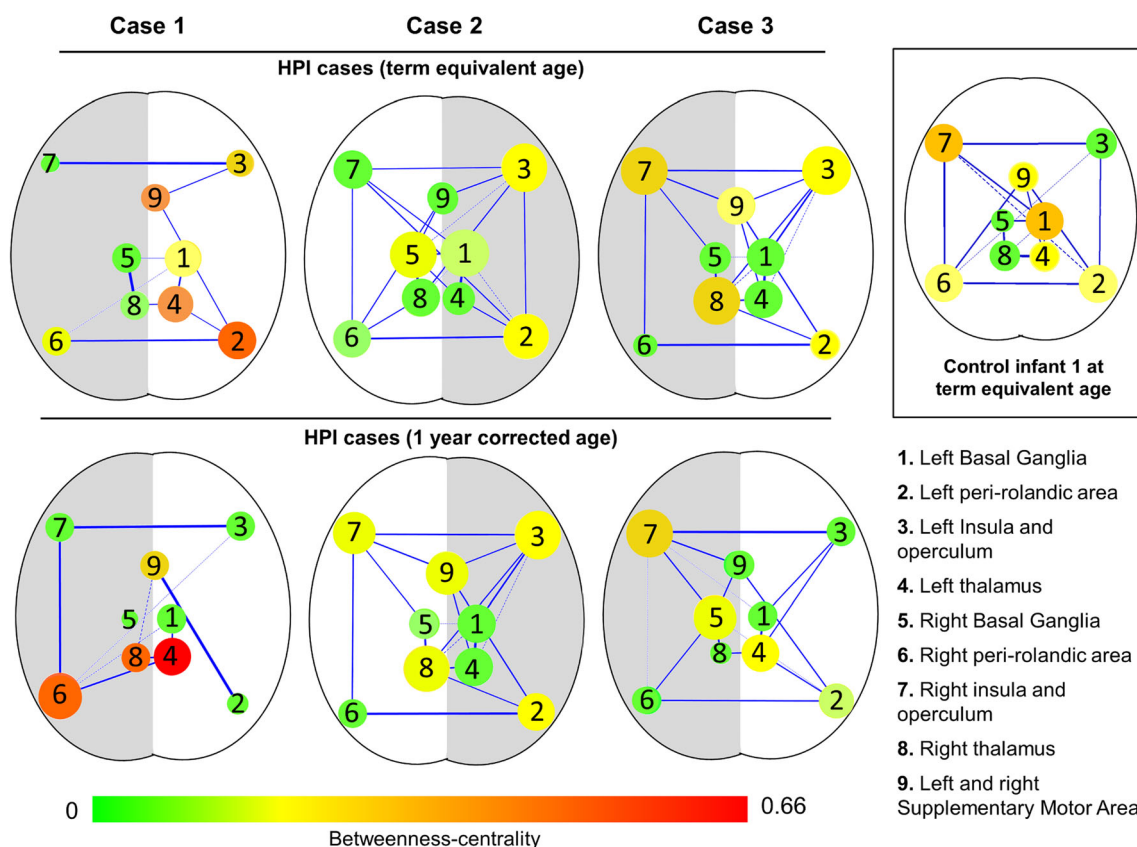 Case 1 Case 2 Case 3
HPI cases (term equivalent age)
7 3 9 5 1 8 4 6 2
7 3 9 5 1 8 4 6 2
7 3 9 5 1 8 4 6 2
7 3 9 5 1 8 4 6 2
Control infant 1 at
term equivalent age
HPI cases (1 year corrected age)
7 3 9 5 1 8 4 6 2
7 3 9 5 1 8 4 6 2
7 3 9 5 1 8 4 6 2
1. Left Basal Ganglia
2. Left peri-rolandic area
3. Left Insula and
operculum
4. Left thalamus
5. Right Basal Ganglia
6. Right peri-rolandic area
7. Right insula and
operculum
8. Right thalamus
9. Left and right
Supplementary Motor Area
0 0.66
Betweenness-centrality